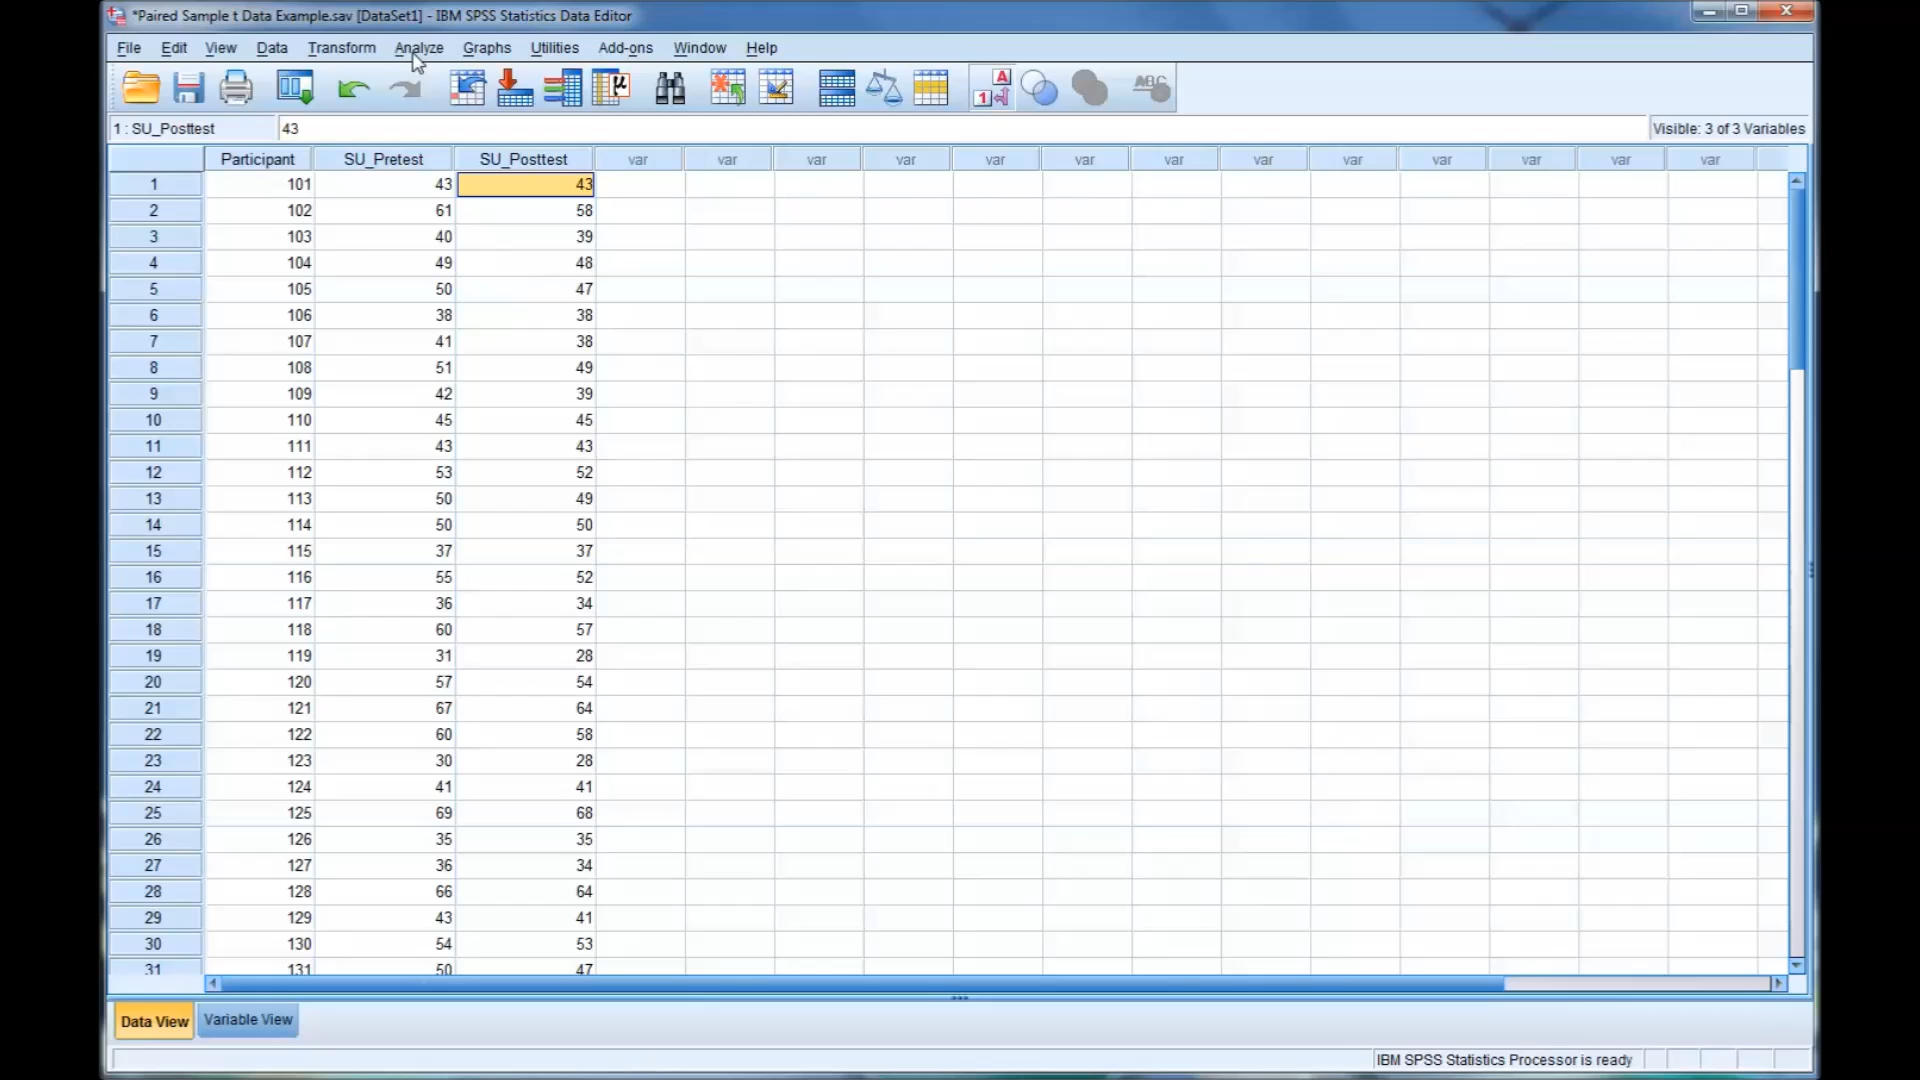 *Paired Sample t Data Example.sav [DataSet1] - IBM SPSS Statistics Data Editor
File Edit View Data Transform Analyze Graphs Utilities Add-ons Window Help
1 : SU_Posttest 43 Visible: 3 of 3 Variables
Participant SU_Pretest SU_Posttest var var var var var var var var var var var var var
1 101 43 43
2 102 61 58
3 103 40 39
4 104 49 48
5 105 50 47
6 106 38 38
7 107 41 38
8 108 51 49
9 109 42 39
10 110 45 45
11 111 43 43
12 112 53 52
13 113 50 49
14 114 50 50
15 115 37 37
16 116 55 52
17 117 36 34
18 118 60 57
19 119 31 28
20 120 57 54
21 121 67 64
22 122 60 58
23 123 30 28
24 124 41 41
25 125 69 68
26 126 35 35
27 127 36 34
28 128 66 64
29 129 43 41
30 130 54 53
31 131 50 47
Data View Variable View
IBM SPSS Statistics Processor is ready